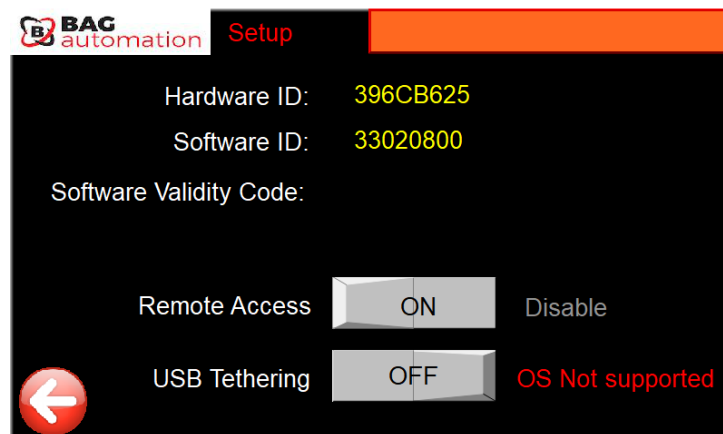 BAG
automation
Setup
Hardware ID: 396CB625
Software ID: 33020800
Software Validity Code:
Remote Access ON Disable
USB Tethering OFF OS Not supported